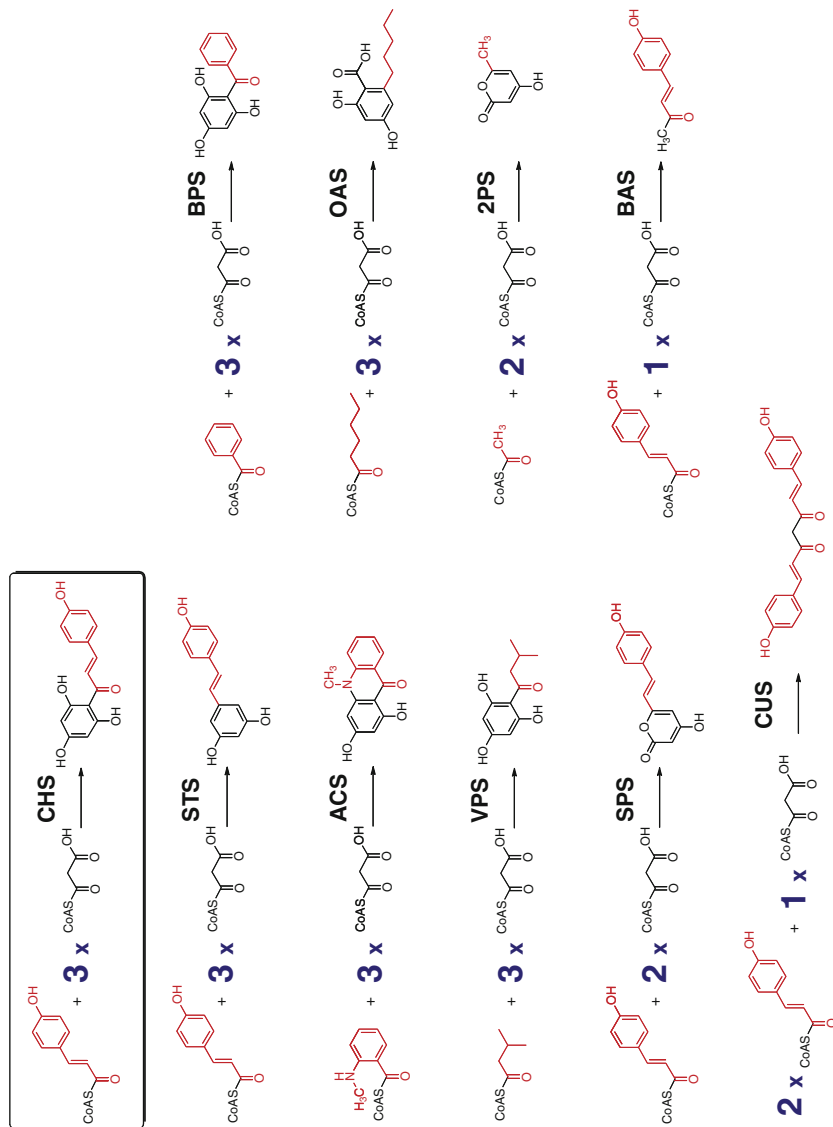 CHS
OH
CoAS O + 3 x CoAS O O OH
HO OH OH O OH
STS
OH
CoAS O + 3 x CoAS O O OH
HO OH OH
ACS
H N H3C
CoAS O + 3 x CoAS O O OH
HO OH O N CH3
VPS
CoAS O + 3 x CoAS O O OH
HO OH OH O
SPS
OH
CoAS O + 2 x CoAS O O OH
O O OH OH
CUS
2 x CoAS O OH + 1 x CoAS O O OH
HO O O OH
BPS
CoAS O + 3 x CoAS O O OH
HO OH OH O
OAS
CoAS O + 3 x CoAS O O OH
HO OH O OH
2PS
CoAS O CH3 + 2 x CoAS O O OH
O O CH3 OH
BAS
OH
CoAS O + 1 x CoAS O O OH
H3C O OH